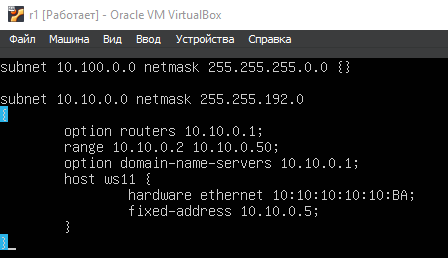 r1 [Работает] - Oracle VM VirtualBox
Файл Машина Вид Ввод Устройства Справка
subnet 10.100.0.0 netmask 255.255.255.0.0 {}
subnet 10.10.0.0 netmask 255.255.192.0
{
option routers 10.10.0.1;
range 10.10.0.2 10.10.0.50;
option domain-name-servers 10.10.0.1;
host ws11 {
hardware ethernet 10:10:10:10:10:BA;
fixed-address 10.10.0.5;
}
}